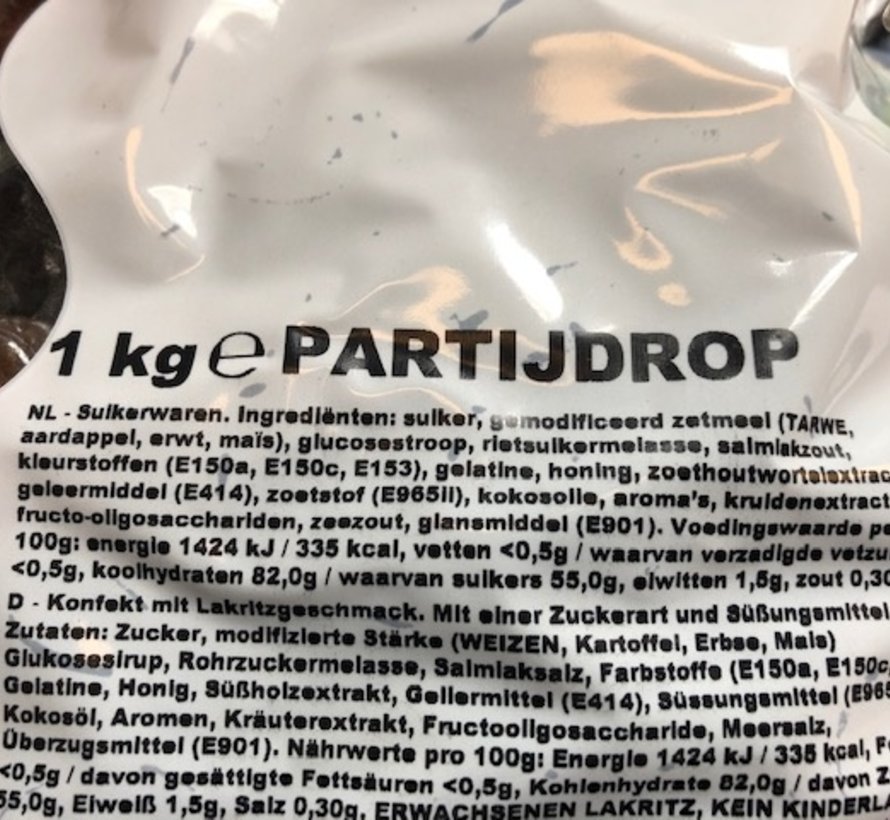 1 kg ℮ PARTIJDROP
NL - Suikerwaren. Ingrediënten: suiker, gemodificeerd zetmeel (TARWE,
aardappel, erwt, maïs), glucosestroop, rietsuikermelasse, salmiakzout,
kleurstoffen (E150a, E150c, E153), gelatine, honing, zoethoutwortelextrac
geleermiddel (E414), zoetstof (E965ii), kokosolie, aroma's, kruidenextract
fructo-oligosacchariden, zeezout, glansmiddel (E901). Voedingswaarde pe
100g: energie 1424 kJ / 335 kcal, vetten <0,5g / waarvan verzadigde vetzu
<0,5g, koolhydraten 82,0g / waarvan suikers 55,0g, eiwitten 1,5g, zout 0,30
D - Konfekt mit Lakritzgeschmack. Mit einer Zuckerart und Süßungsmittel
Zutaten: Zucker, modifizierte Stärke (WEIZEN, Kartoffel, Erbse, Mais)
Glukosesirup, Rohrzuckermelasse, Salmiaksalz, Farbstoffe (E150a, E150c,
Gelatine, Honig, Süßholzextrakt, Geliermittel (E414), Süssungsmittel (E965
Kokosöl, Aromen, Kräuterextrakt, Fructooligosaccharide, Meersalz,
Überzugsmittel (E901). Nährwerte pro 100g: Energie 1424 kJ / 335 kcal, F
<0,5g / davon gesättigte Fettsäuren <0,5g, Kohlenhydrate 82,0g / davon Z
55,0g, Eiweiß 1,5g, Salz 0,30g, ERWACHSENEN LAKRITZ, KEIN KINDERLA